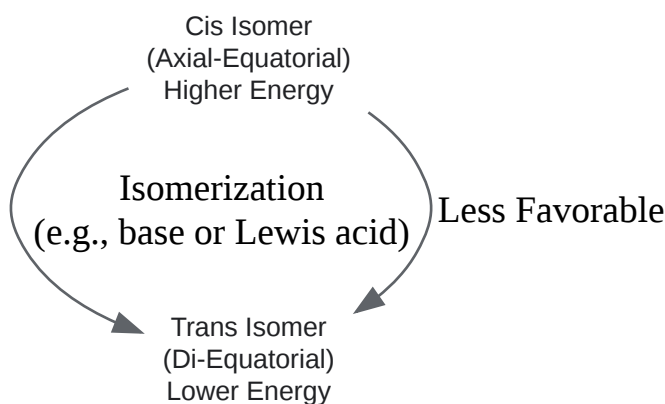 Cis Isomer
(Axial-Equatorial)
Higher Energy
Isomerization
(e.g., base or Lewis acid)
Less Favorable
Trans Isomer
(Di-Equatorial)
Lower Energy